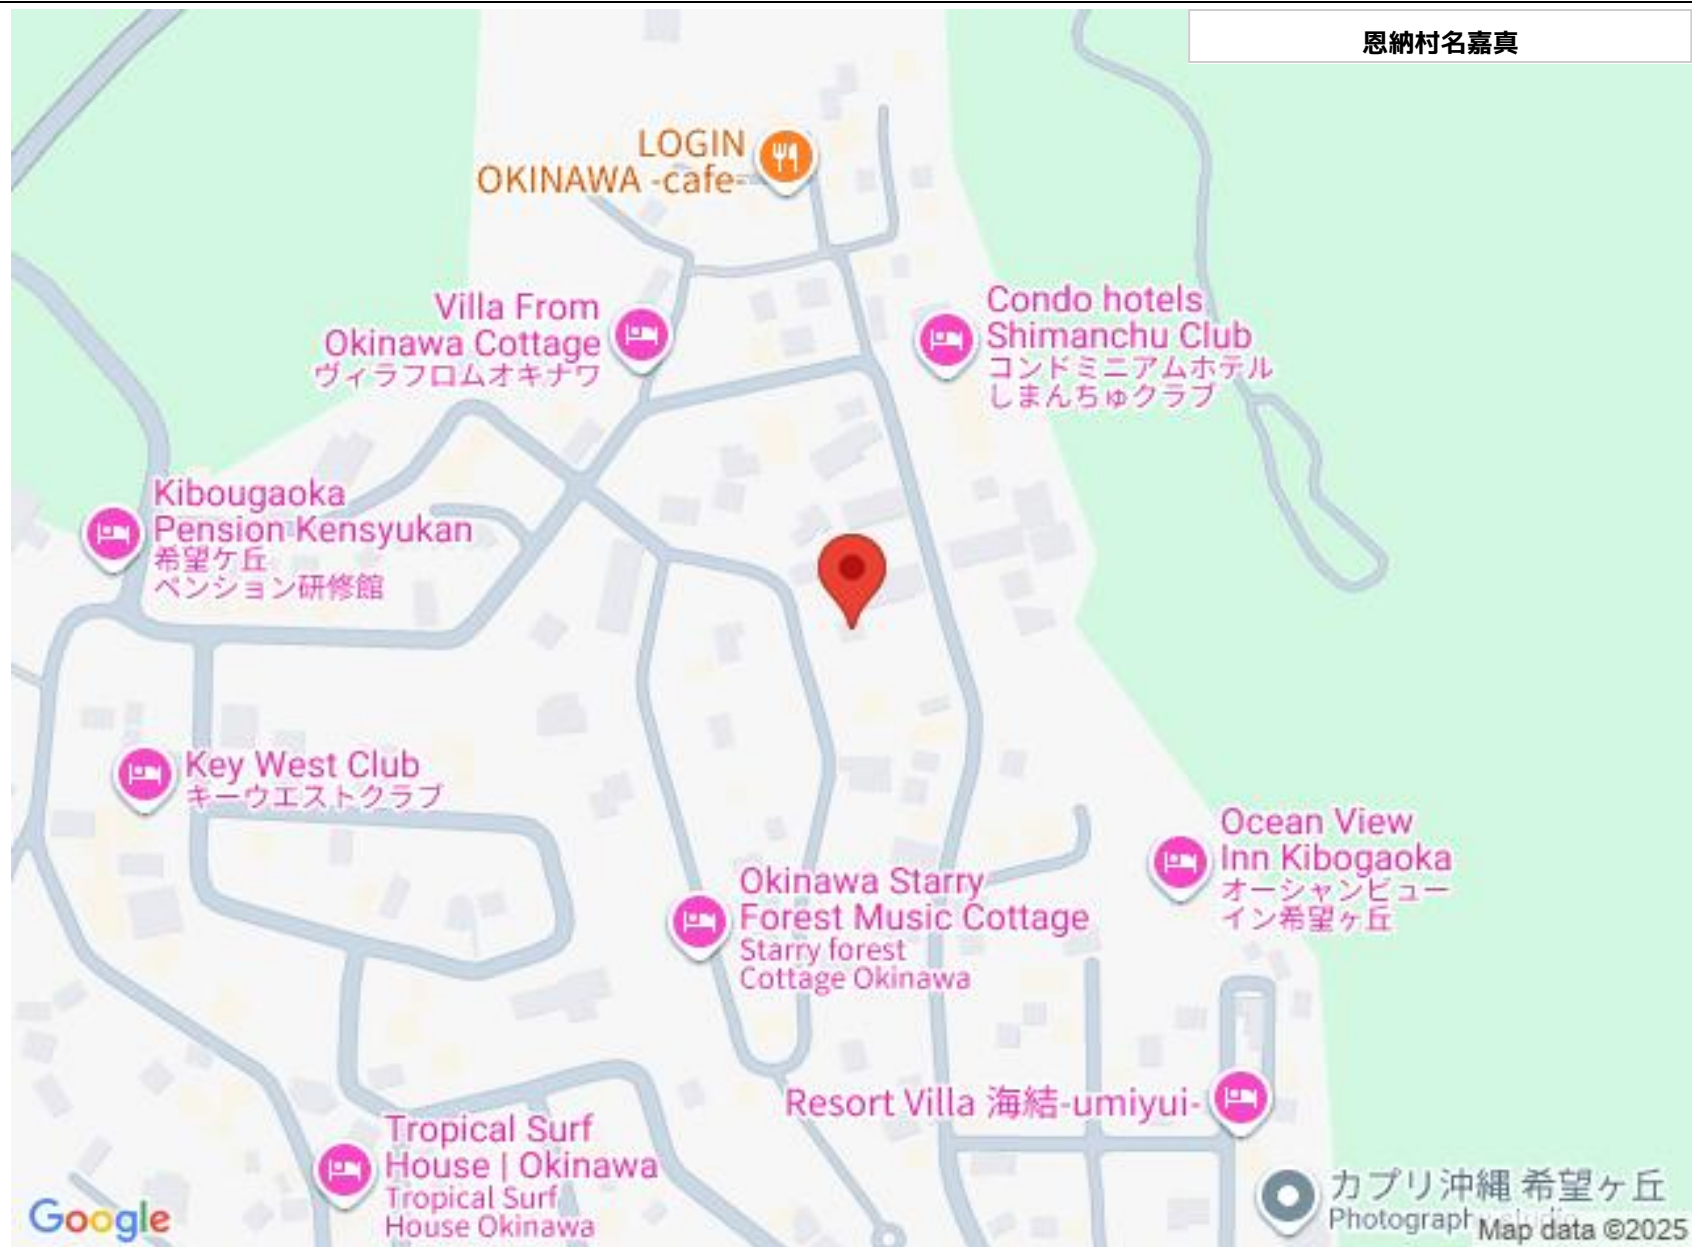 恩納村名嘉真
LOGIN
OKINAWA -cafe-
Villa From
Okinawa Cottage
ヴィラフロムオキナワ
Condo hotels
Shimanchu Club
コンドミニアムホテル
しまんちゅクラブ
Kibougaoka
Pension Kensyukan
希望ケ丘
ペンション研修館
Key West Club
キーウエストクラブ
Ocean View
Inn Kibogaoka
オーシャンビュー
イン希望ヶ丘
Okinawa Starry
Forest Music Cottage
Starry forest
Cottage Okinawa
Resort Villa 海結-umiyui-
Tropical Surf
House | Okinawa
Tropical Surf
House Okinawa
カプリ沖縄 希望ヶ丘
Google
Map data ©2025